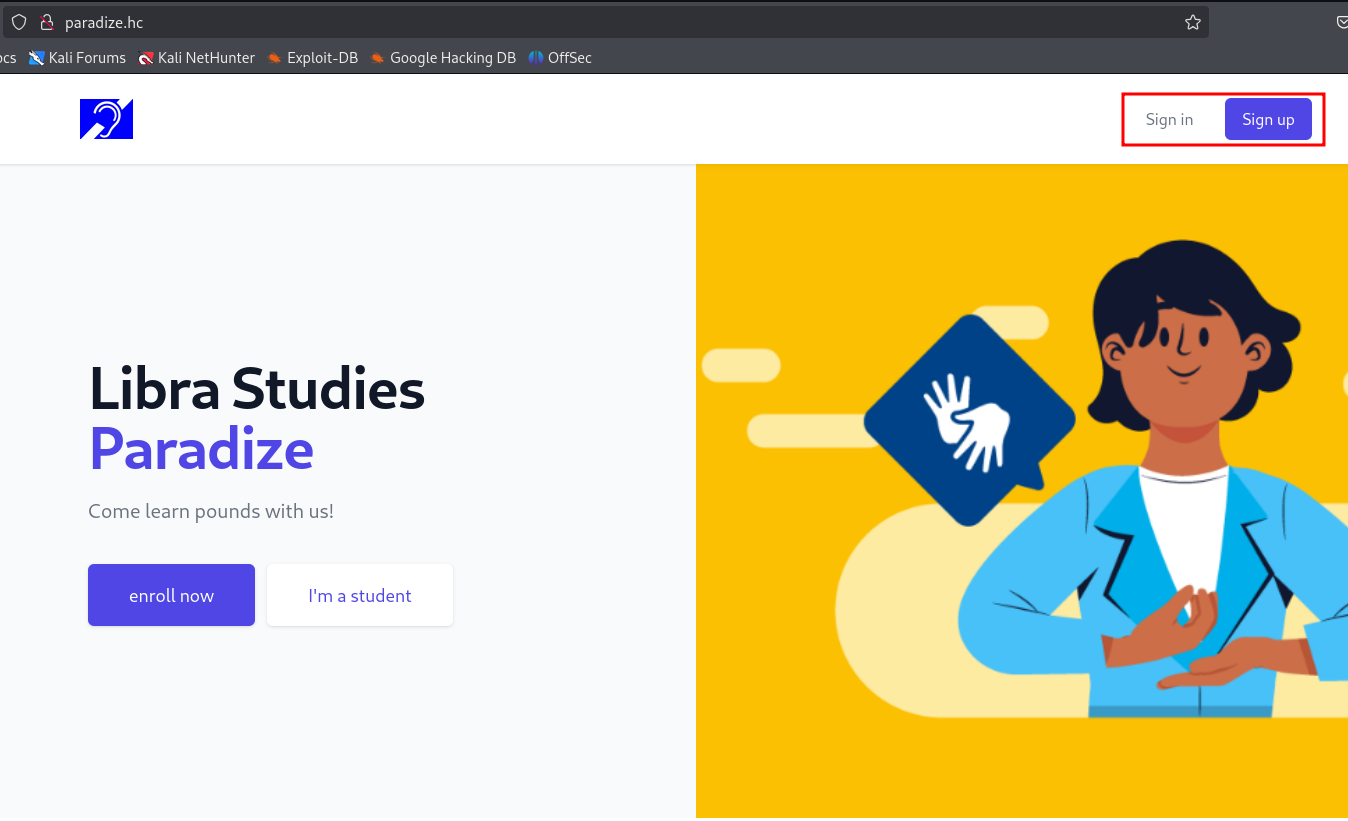 paradize.hc
ocs Kali Forums Kali NetHunter Exploit-DB Google Hacking DB OffSec
Sign in Sign up
Libra Studies
Paradize
Come learn pounds with us!
enroll now I'm a student